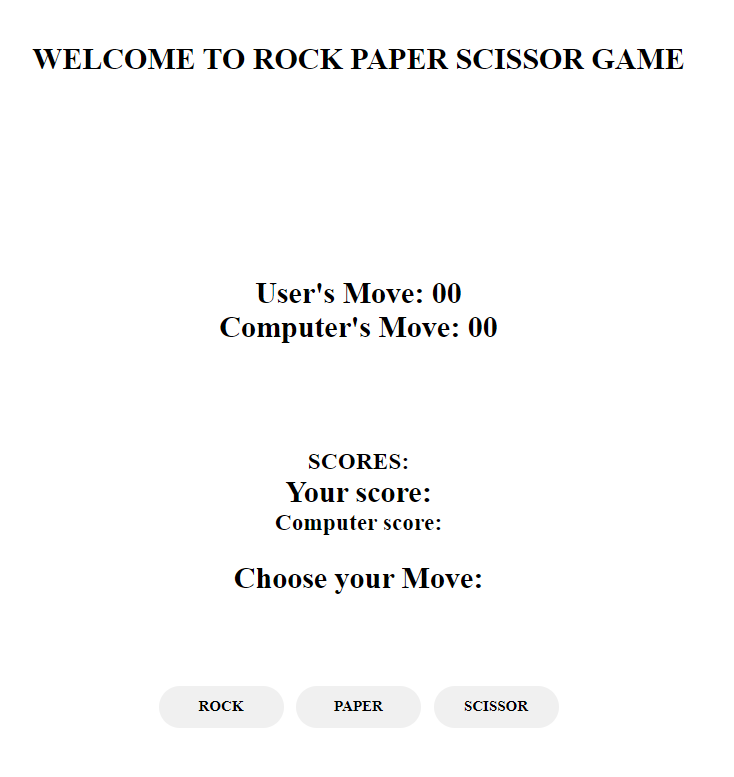 WELCOME TO ROCK PAPER SCISSOR GAME
User's Move: 00
Computer's Move: 00
SCORES:
Your score:
Computer score:
Choose your Move:
ROCK PAPER SCISSOR